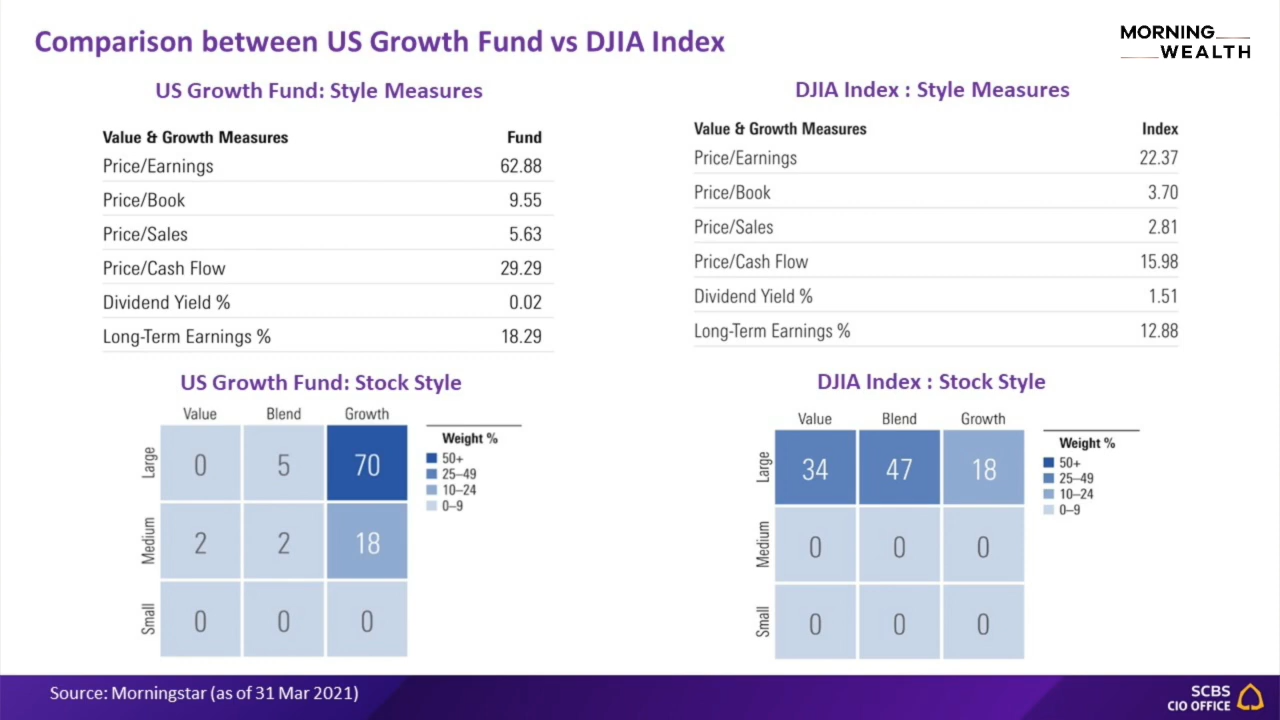 Comparison between US Growth Fund vs DJIA Index
MORNING
WEALTH
US Growth Fund: Style Measures
Value & Growth Measures Fund
Price/Earnings 62.88
Price/Book 9.55
Price/Sales 5.63
Price/Cash Flow 29.29
Dividend Yield % 0.02
Long-Term Earnings % 18.29
DJIA Index : Style Measures
Value & Growth Measures Index
Price/Earnings 22.37
Price/Book 3.70
Price/Sales 2.81
Price/Cash Flow 15.98
Dividend Yield % 1.51
Long-Term Earnings % 12.88
US Growth Fund: Stock Style
Value Blend Growth
Large 0 5 70
Medium 2 2 18
Small 0 0 0
Weight %
50+
25–49
10–24
0–9
DJIA Index : Stock Style
Value Blend Growth
Large 34 47 18
Medium 0 0 0
Small 0 0 0
Weight %
50+
25–49
10–24
0–9
Source: Morningstar (as of 31 Mar 2021)
SCBS
CIO OFFICE